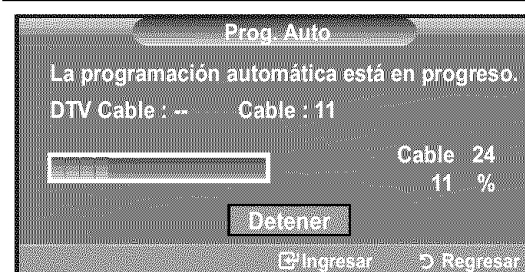 Prog. Auto
La programación automática está en progreso.
DTV Cable : -- Cable : 11
Cable 24
11 %
Detener
Ingresar Regresar